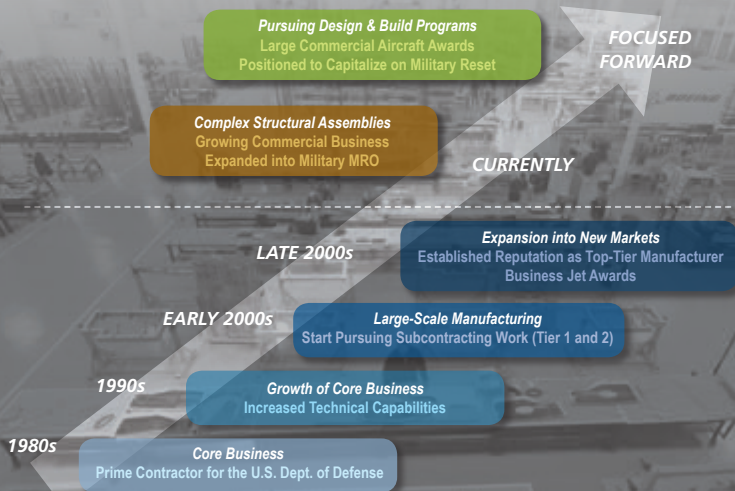 Pursuing Design & Build Programs
Large Commercial Aircraft Awards
Positioned to Capitalize on Military Reset
FOCUSED
FORWARD
Complex Structural Assemblies
Growing Commercial Business
Expanded into Military MRO
CURRENTLY
LATE 2000s
Expansion into New Markets
Established Reputation as Top-Tier Manufacturer
Business Jet Awards
EARLY 2000s
Large-Scale Manufacturing
Start Pursuing Subcontracting Work (Tier 1 and 2)
1990s
Growth of Core Business
Increased Technical Capabilities
1980s
Core Business
Prime Contractor for the U.S. Dept. of Defense